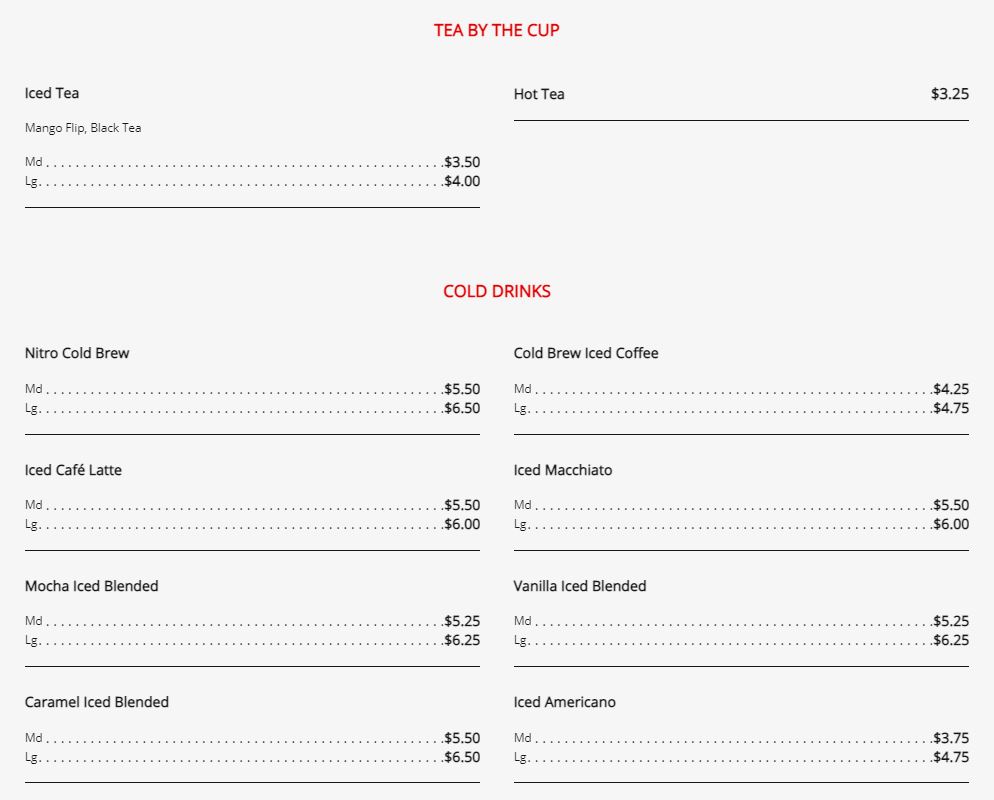 TEA BY THE CUP
Iced Tea
Mango Flip, Black Tea
Md . . . . . . . . . . . . . . . . . . . . . . . . . . . . . . . . . . . . . . . . . . . . . . . . . . . . $3.50
Lg. . . . . . . . . . . . . . . . . . . . . . . . . . . . . . . . . . . . . . . . . . . . . . . . . . . . . $4.00
Hot Tea $3.25
COLD DRINKS
Nitro Cold Brew
Md . . . . . . . . . . . . . . . . . . . . . . . . . . . . . . . . . . . . . . . . . . . . . . . . . . . . $5.50
Lg. . . . . . . . . . . . . . . . . . . . . . . . . . . . . . . . . . . . . . . . . . . . . . . . . . . . . $6.50
Cold Brew Iced Coffee
Md . . . . . . . . . . . . . . . . . . . . . . . . . . . . . . . . . . . . . . . . . . . . . . . . . . . . $4.25
Lg. . . . . . . . . . . . . . . . . . . . . . . . . . . . . . . . . . . . . . . . . . . . . . . . . . . . . $4.75
Iced Café Latte
Md . . . . . . . . . . . . . . . . . . . . . . . . . . . . . . . . . . . . . . . . . . . . . . . . . . . . $5.50
Lg. . . . . . . . . . . . . . . . . . . . . . . . . . . . . . . . . . . . . . . . . . . . . . . . . . . . . $6.00
Iced Macchiato
Md . . . . . . . . . . . . . . . . . . . . . . . . . . . . . . . . . . . . . . . . . . . . . . . . . . . . $5.50
Lg. . . . . . . . . . . . . . . . . . . . . . . . . . . . . . . . . . . . . . . . . . . . . . . . . . . . . $6.00
Mocha Iced Blended
Md . . . . . . . . . . . . . . . . . . . . . . . . . . . . . . . . . . . . . . . . . . . . . . . . . . . . $5.25
Lg. . . . . . . . . . . . . . . . . . . . . . . . . . . . . . . . . . . . . . . . . . . . . . . . . . . . . $6.25
Vanilla Iced Blended
Md . . . . . . . . . . . . . . . . . . . . . . . . . . . . . . . . . . . . . . . . . . . . . . . . . . . . $5.25
Lg. . . . . . . . . . . . . . . . . . . . . . . . . . . . . . . . . . . . . . . . . . . . . . . . . . . . . $6.25
Caramel Iced Blended
Md . . . . . . . . . . . . . . . . . . . . . . . . . . . . . . . . . . . . . . . . . . . . . . . . . . . . $5.50
Lg. . . . . . . . . . . . . . . . . . . . . . . . . . . . . . . . . . . . . . . . . . . . . . . . . . . . . $6.50
Iced Americano
Md . . . . . . . . . . . . . . . . . . . . . . . . . . . . . . . . . . . . . . . . . . . . . . . . . . . . $3.75
Lg. . . . . . . . . . . . . . . . . . . . . . . . . . . . . . . . . . . . . . . . . . . . . . . . . . . . . $4.75